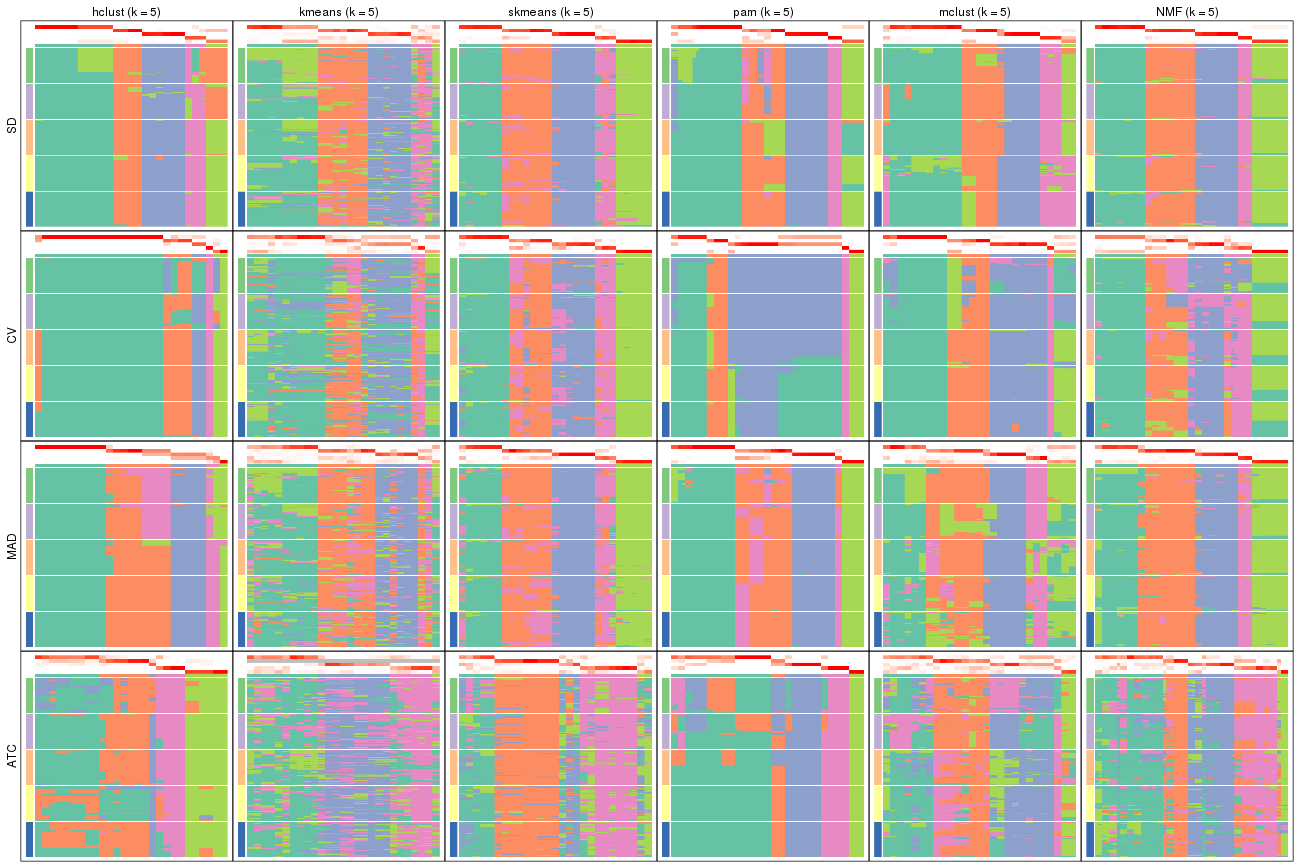 hclust (k = 5) kmeans (k = 5) skmeans (k = 5) pam (k = 5) mclust (k = 5) NMF (k = 5)
SD
CV
MAD
ATC